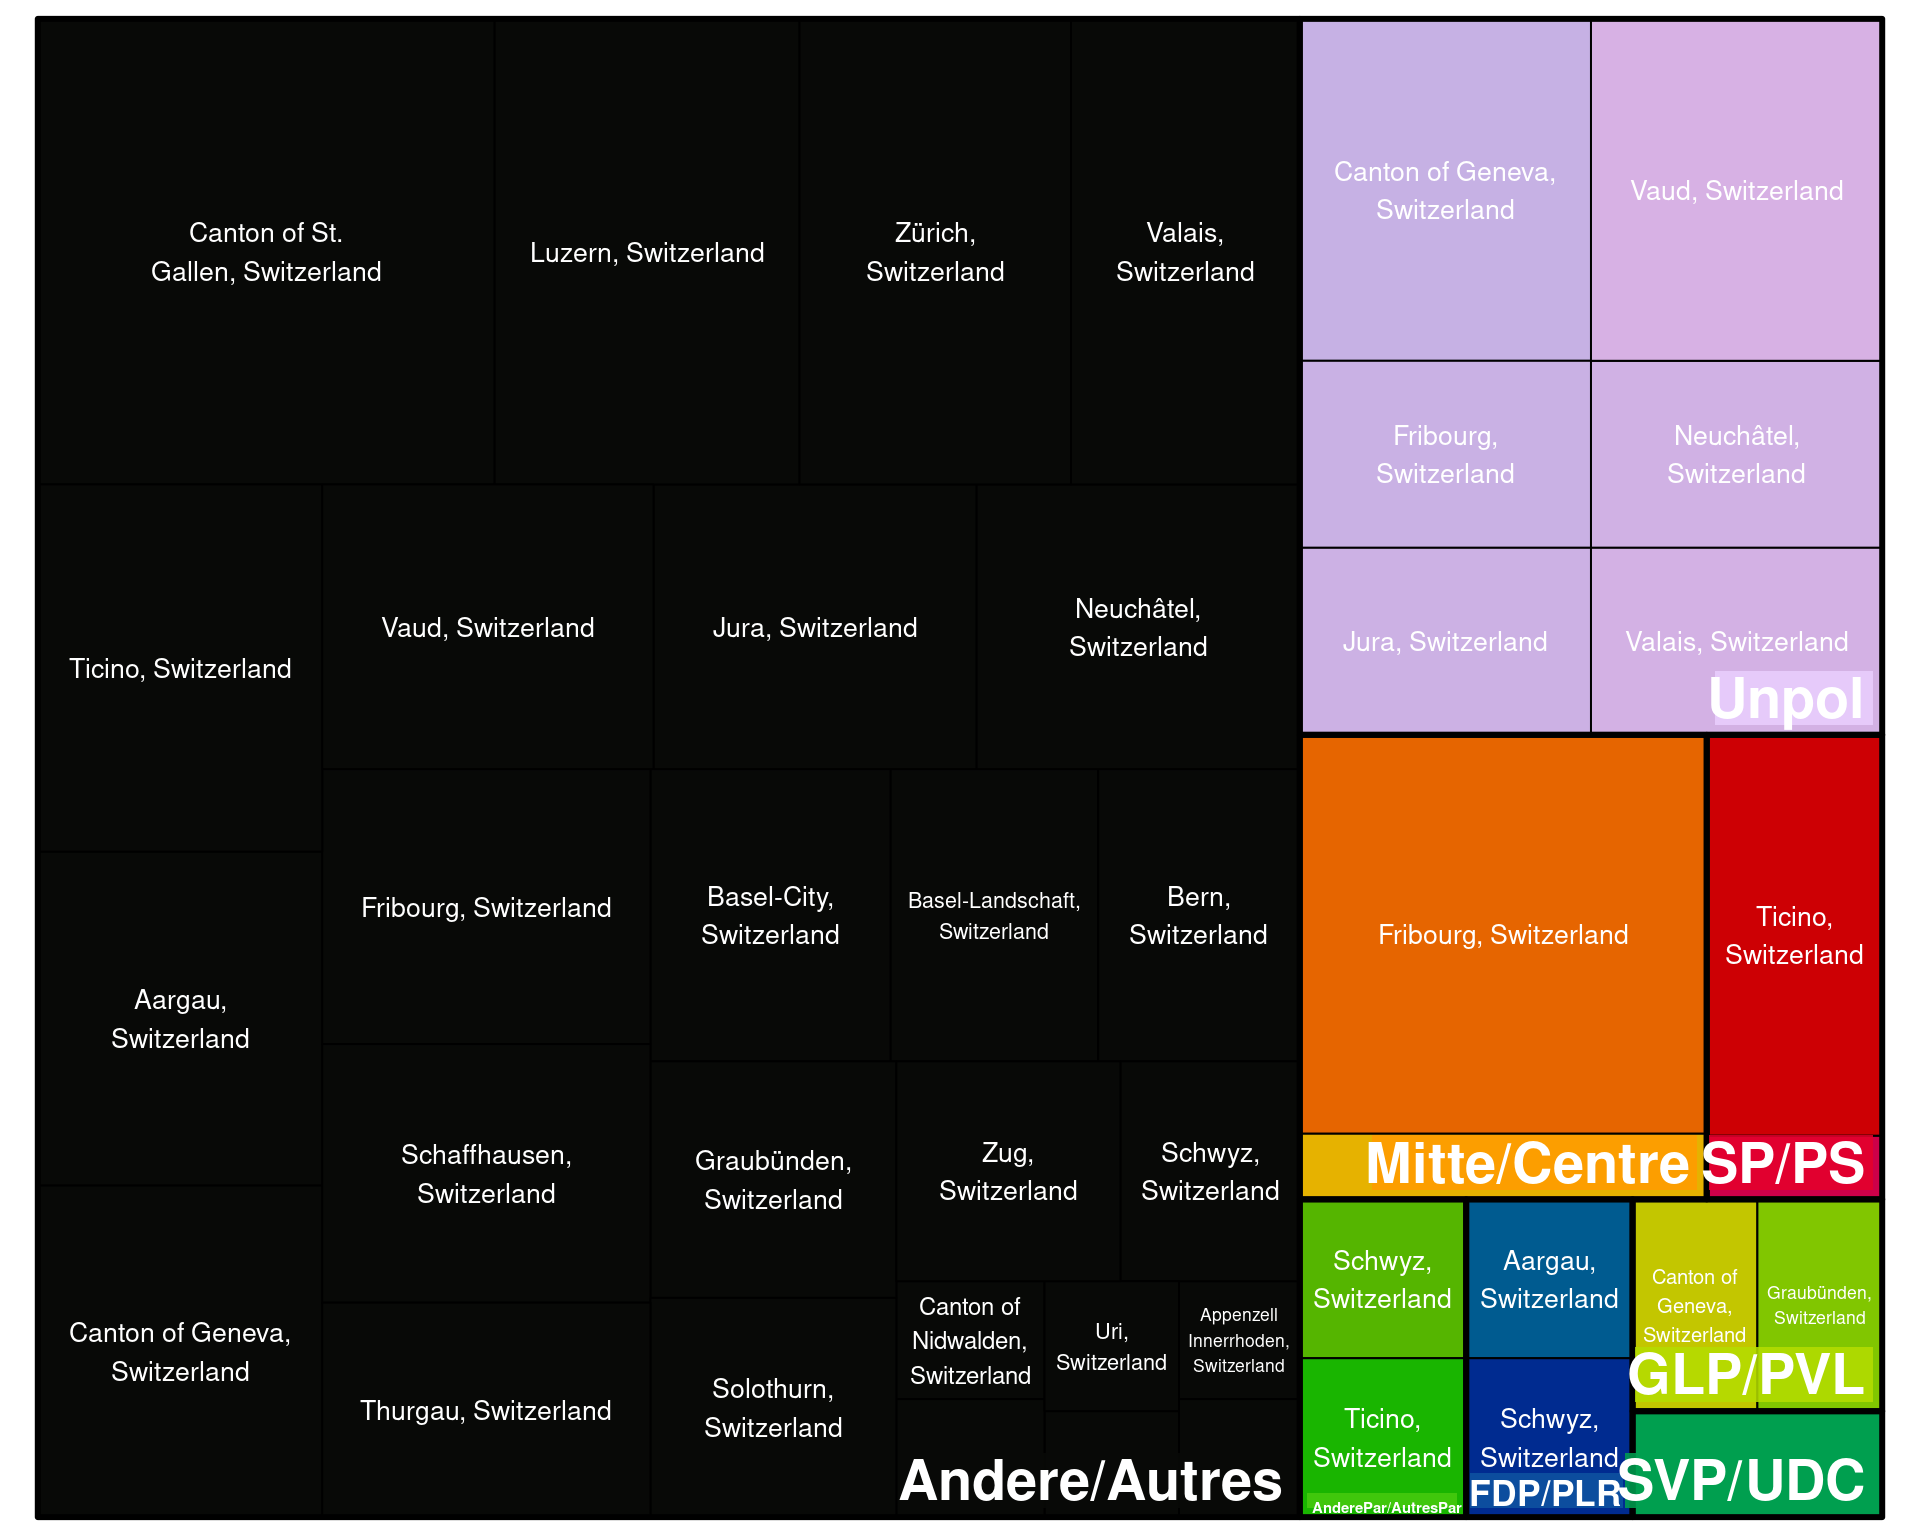 Canton of St.
Gallen, Switzerland
Luzern, Switzerland
Zürich,
Switzerland
Valais,
Switzerland
Ticino, Switzerland
Vaud, Switzerland
Jura, Switzerland
Neuchâtel,
Switzerland
Aargau,
Switzerland
Fribourg, Switzerland
Basel-City,
Switzerland
Basel-Landschaft,
Switzerland
Bern,
Switzerland
Canton of Geneva,
Switzerland
Schaffhausen,
Switzerland
Graubünden,
Switzerland
Zug,
Switzerland
Schwyz,
Switzerland
Thurgau, Switzerland
Solothurn,
Switzerland
Canton of
Nidwalden,
Switzerland
Uri,
Switzerland
Appenzell
Innerrhoden,
Switzerland
Andere/Autres
Canton of Geneva,
Switzerland
Vaud, Switzerland
Fribourg,
Switzerland
Neuchâtel,
Switzerland
Jura, Switzerland
Valais, Switzerland
Unpol
Fribourg, Switzerland
Mitte/Centre
Ticino,
Switzerland
SP/PS
Schwyz,
Switzerland
Ticino,
Switzerland
AnderePar/AutresPar
Aargau,
Switzerland
Schwyz,
Switzerland
FDP/PLR
Canton of
Geneva,
Switzerland
Graubünden,
Switzerland
GLP/PVL
SVP/UDC